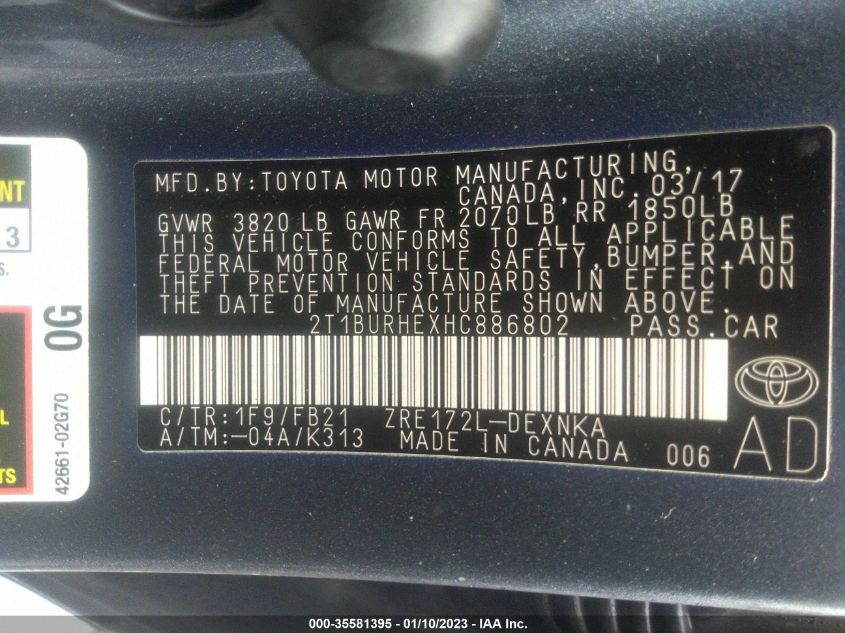 MFD.BY:TOYOTA MOTOR MANUFACTURING,
CANADA,INC.03/17
GVWR 3820 LB GAWR FR 2070LB RR 1850LB
THIS VEHICLE CONFORMS TO ALL APPLICABLE
FEDERAL MOTOR VEHICLE SAFETY,BUMPER,AND
THEFT PREVENTION STANDARDS IN EFFECT ON
THE DATE OF MANUFACTURE SHOWN ABOVE.
2T1BURHEXHC886802 PASS.CAR
C/TR:1F9/FB21 ZRE172L-DEXNKA
A/TM:-04A/K313 MADE IN CANADA 006
AD
0G
42661-02G70
3
000-35581395 - 01/10/2023 - IAA Inc.